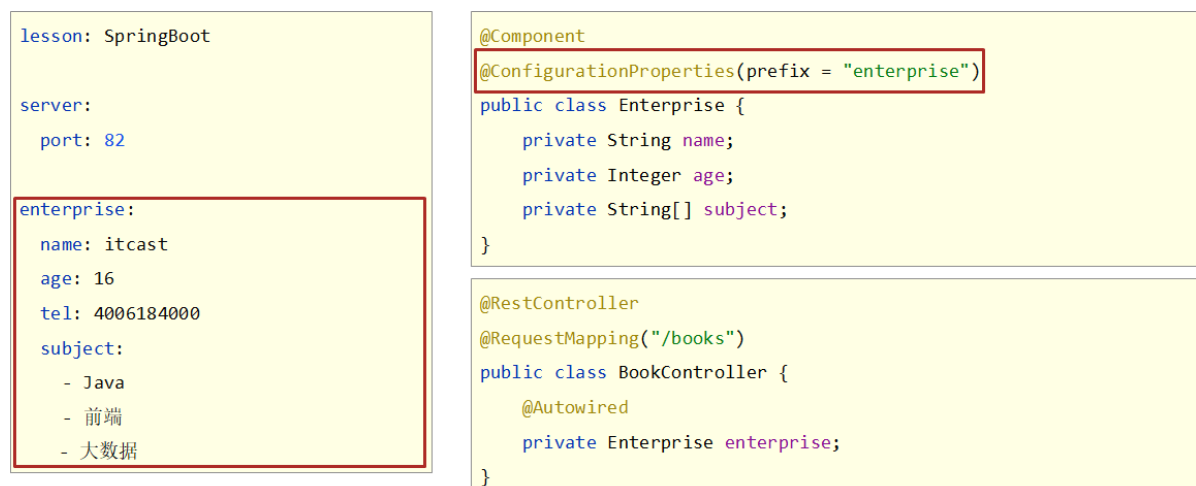 lesson: SpringBoot
server:
  port: 82
enterprise:
  name: itcast
  age: 16
  tel: 4006184000
  subject:
    - Java
    - 前端
    - 大数据
@Component
@ConfigurationProperties(prefix = "enterprise")
public class Enterprise {
    private String name;
    private Integer age;
    private String[] subject;
}
@RestController
@RequestMapping("/books")
public class BookController {
    @Autowired
    private Enterprise enterprise;
}